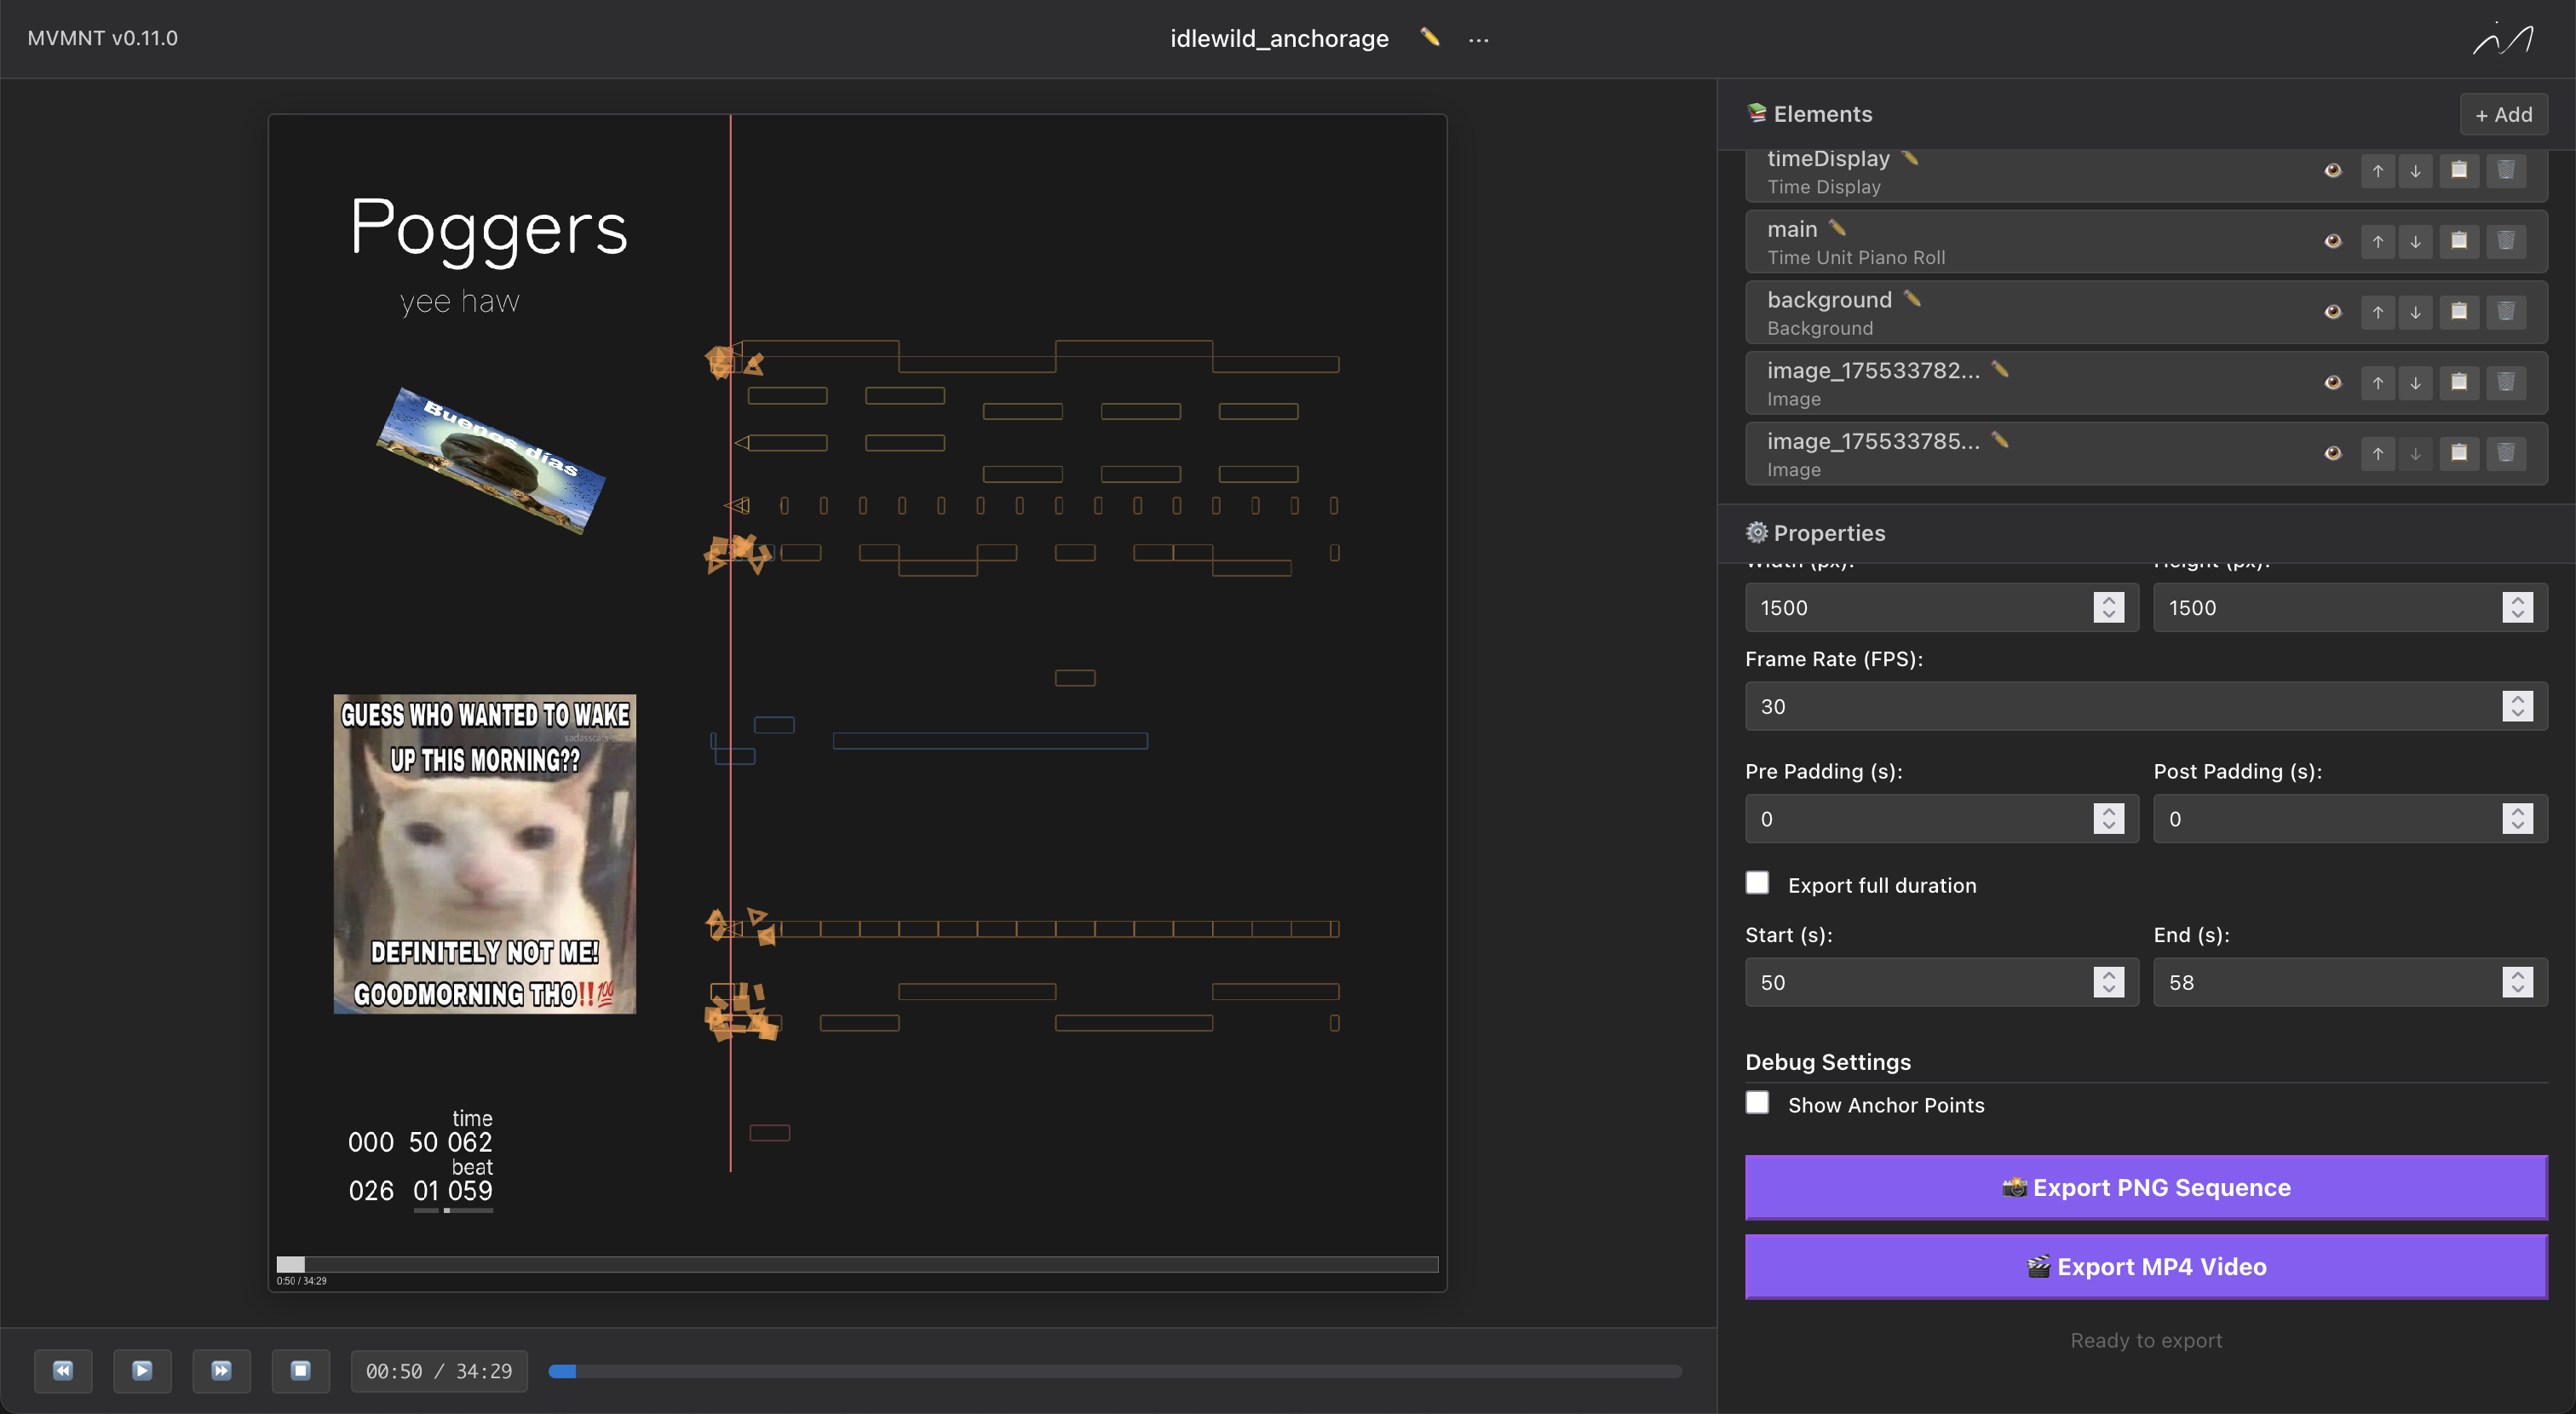 MVMNT v0.11.0
idlewild_anchorage
...
Poggers
yee haw
Buenos dias
GUESS WHO WANTED TO WAKE
sadasscats
UP THIS MORNING??
DEFINITELY NOT ME!
GOODMORNING THO‼️💯
time
000 50 062
beat
026 01 059
0:50 / 34:29
00:50 / 34:29
📚 Elements
+ Add
timeDisplay
Time Display
main
Time Unit Piano Roll
background
Background
image_175533782...
Image
image_175533785...
Image
⚙️ Properties
Width (px):
Height (px):
1500
1500
Frame Rate (FPS):
30
Pre Padding (s):
Post Padding (s):
0
0
Export full duration
Start (s):
End (s):
50
58
Debug Settings
Show Anchor Points
📸 Export PNG Sequence
🎬 Export MP4 Video
Ready to export